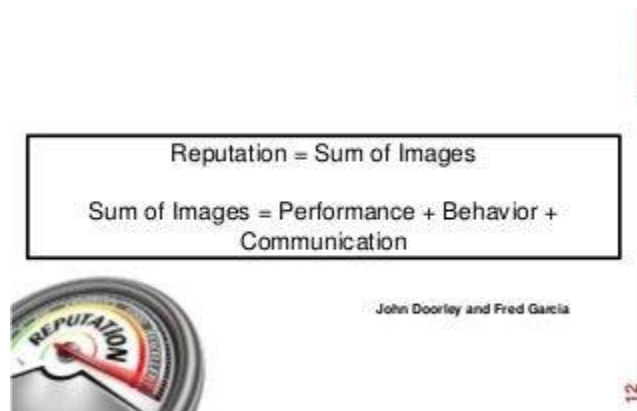 Reputation = Sum of Images
Sum of Images = Performance + Behavior +
Communication
John Doorley and Fred Garcia
REPUTATION
12